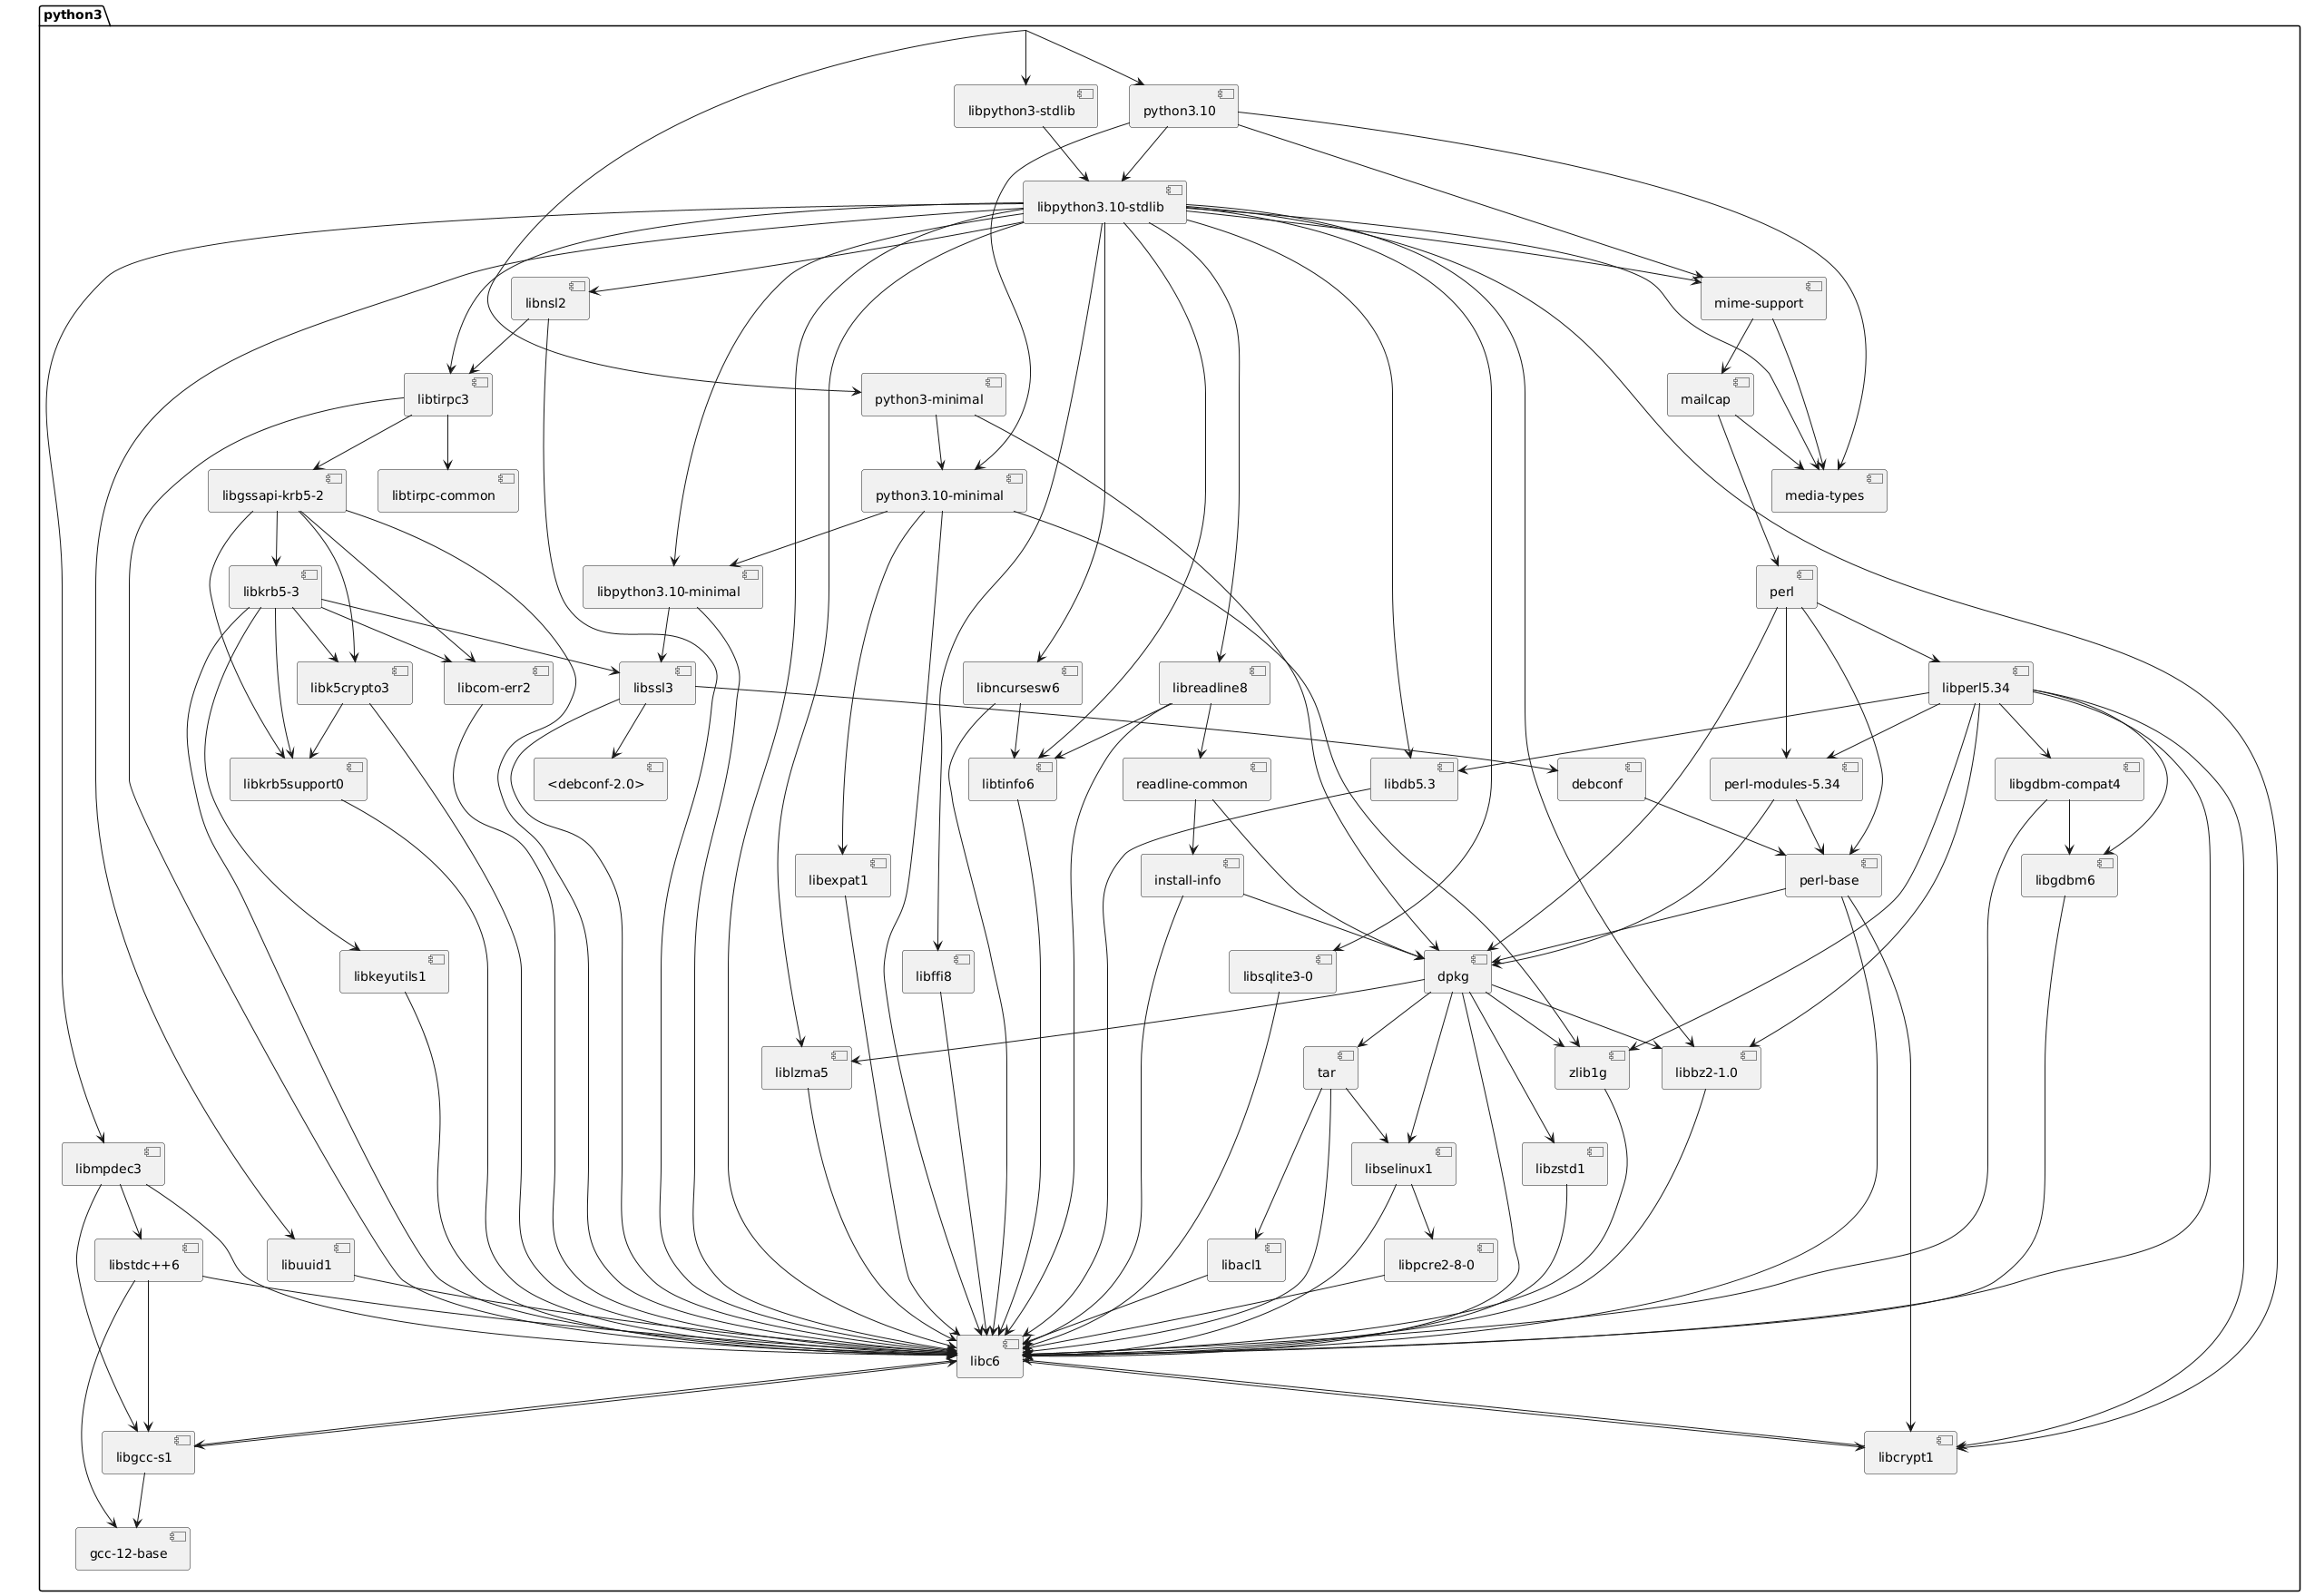 python3
libpython3-stdlib
python3.10
libpython3.10-stdlib
libnsl2
mime-support
libtirpc3
python3-minimal
mailcap
libgssapi-krb5-2
libtirpc-common
python3.10-minimal
media-types
libkrb5-3
libpython3.10-minimal
perl
libk5crypto3
libcom-err2
libssl3
libncursesw6
libreadline8
libperl5.34
libkrb5support0
<debconf-2.0>
libtinfo6
readline-common
libdb5.3
debconf
perl-modules-5.34
libgdbm-compat4
libexpat1
install-info
perl-base
libgdbm6
libkeyutils1
libffi8
libsqlite3-0
dpkg
liblzma5
tar
zlib1g
libbz2-1.0
libmpdec3
libselinux1
libzstd1
libstdc++6
libuuid1
libacl1
libpcre2-8-0
libc6
libgcc-s1
libcrypt1
gcc-12-base